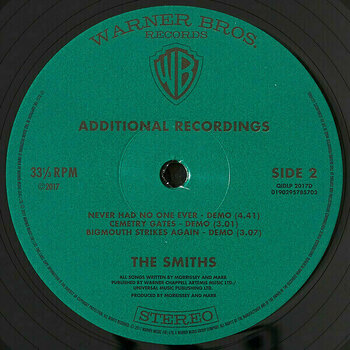 WARNER BROS.
RECORDS
WB
ADDITIONAL RECORDINGS
33⅓ RPM
SIDE 2
℗2017
NEVER HAD NO ONE EVER - DEMO (4.41)
CEMETRY GATES - DEMO (3.01)
BIGMOUTH STRIKES AGAIN - DEMO (3.07)
THE SMITHS
ALL SONGS WRITTEN BY MORRISSEY AND MARR
PUBLISHED BY WARNER CHAPPELL ARTEMIS MUSIC LTD./
UNIVERSAL MUSIC PUBLISHING LTD.
PRODUCED BY MORRISSEY AND MARR
STEREO